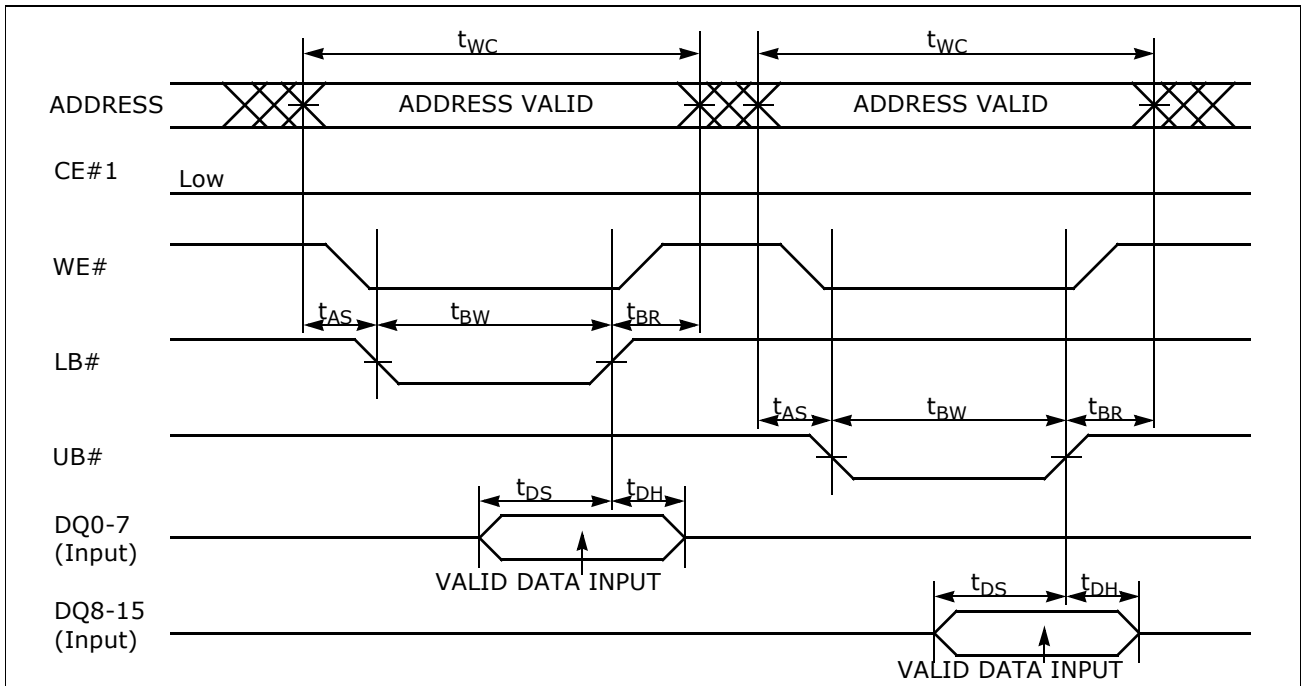 tWC tWC
ADDRESS ADDRESS VALID ADDRESS VALID
CE#1 Low
WE#
tAS tBW tBR
LB#
tAS tBW tBR
UB#
tDS tDH
DQ0-7
(Input)
VALID DATA INPUT
tDS tDH
DQ8-15
(Input)
VALID DATA INPUT